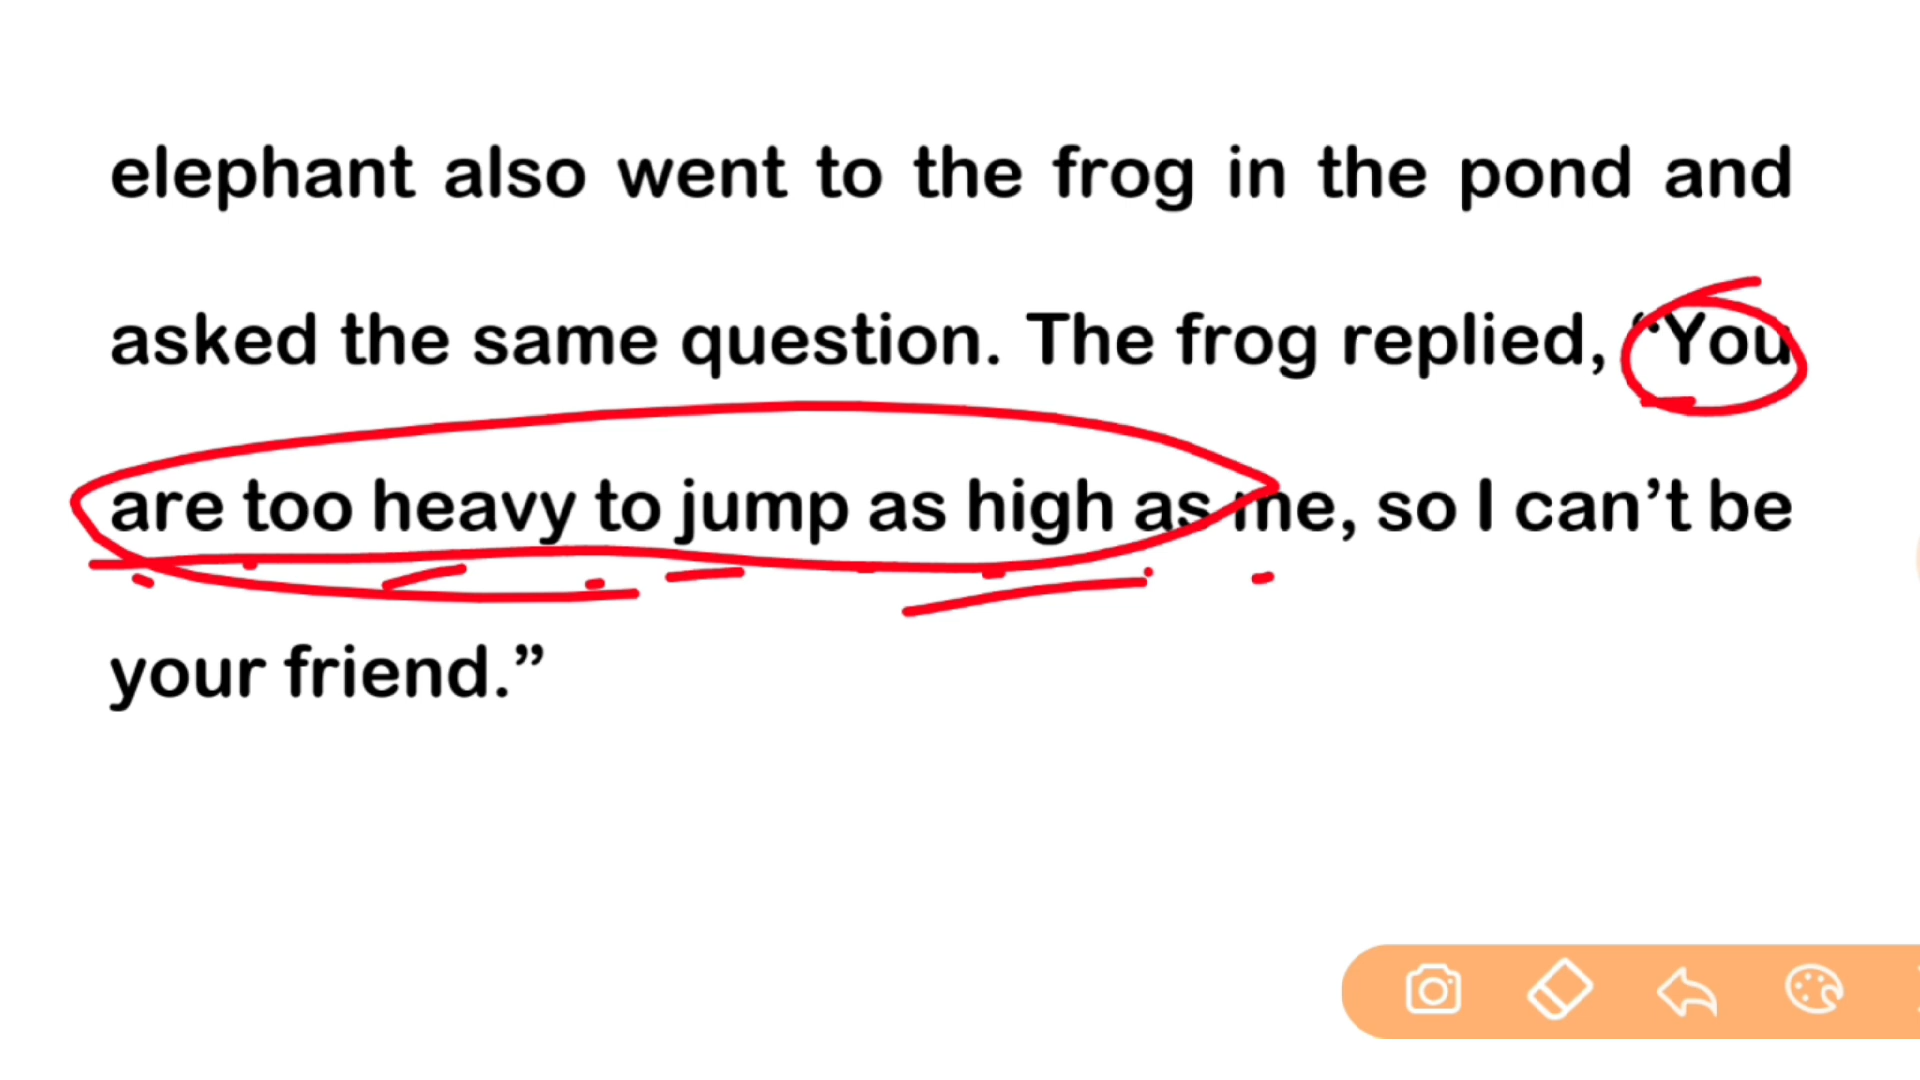 elephant also went to the frog in the pond and
asked the same question. The frog replied, “You
are too heavy to jump as high as me, so I can’t be
your friend.”